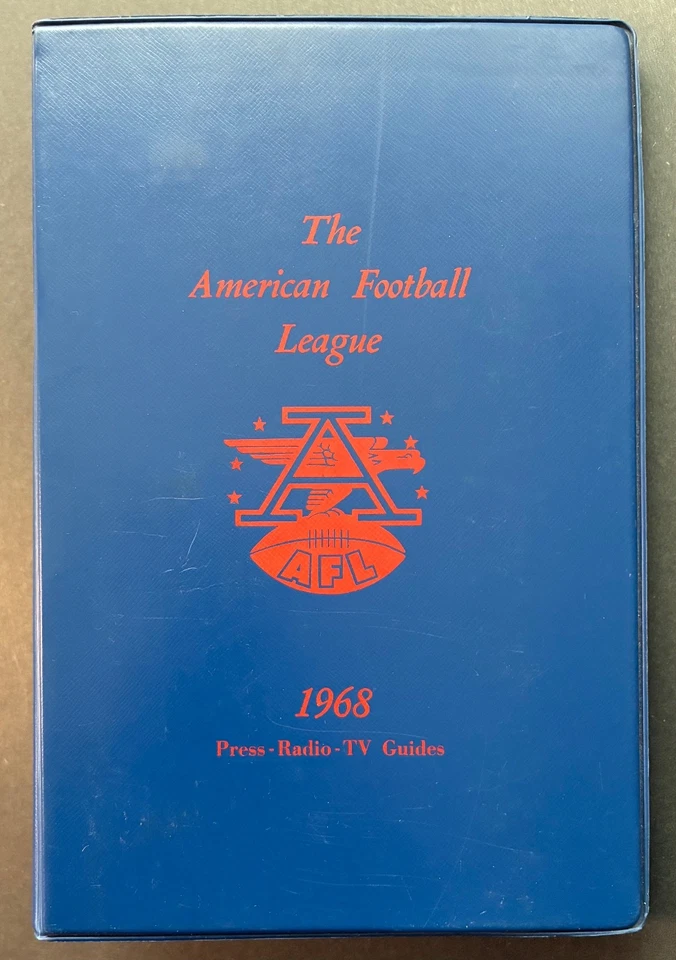 The
American Football
League
A
AFL
1968
Press-Radio-TV Guides